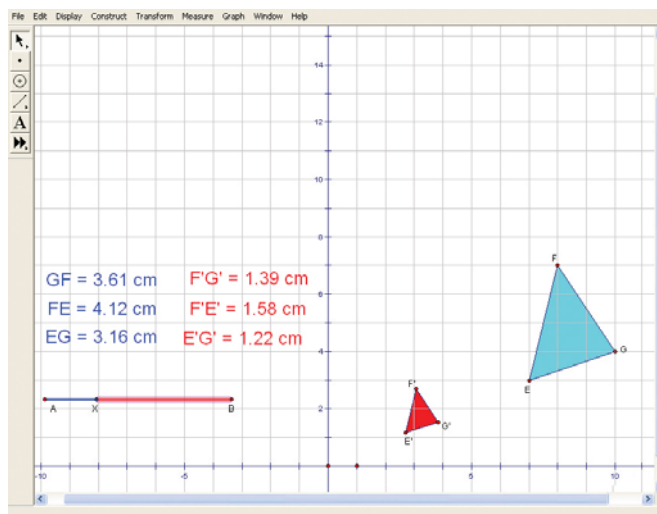 File Edit Display Construct Transform Measure Graph Window Help
A
14
12
10
8
F
GF = 3.61 cm F'G' = 1.39 cm
6
FE = 4.12 cm F'E' = 1.58 cm
EG = 3.16 cm E'G' = 1.22 cm
4
G
E
F'
A X B
2
G'
E'
-10 -5 5 10